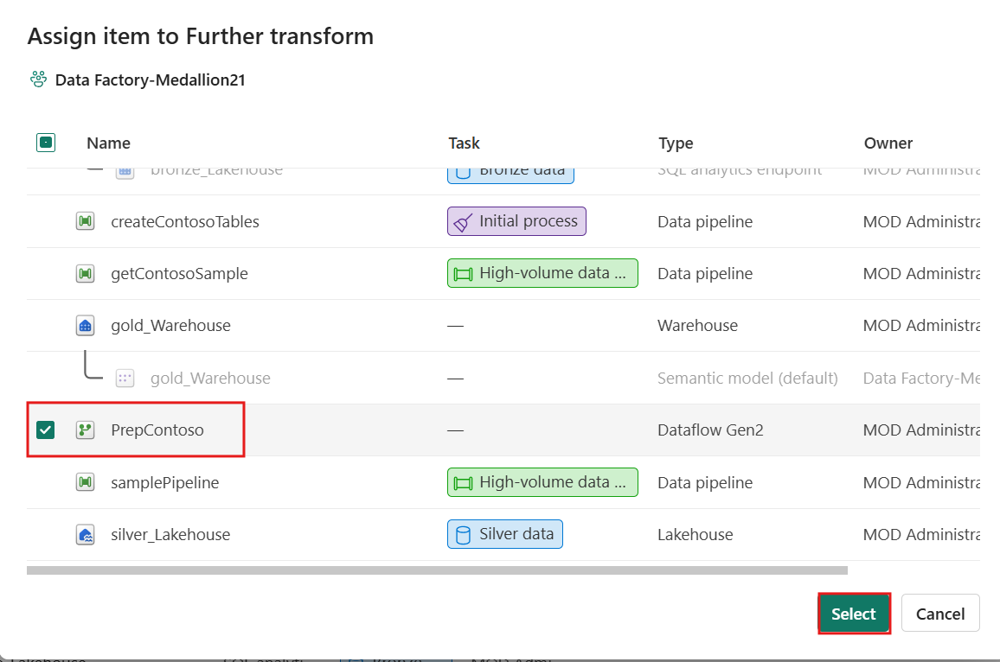 Assign item to Further transform
Data Factory-Medallion21
Name Task Type Owner
bronze_Lakehouse Bronze data SQL analytics endpoint MOD Administra
createContosoTables Initial process Data pipeline MOD Administra
getContosoSample High-volume data ... Data pipeline MOD Administra
gold_Warehouse — Warehouse MOD Administra
gold_Warehouse — Semantic model (default) Data Factory-Me
PrepContoso — Dataflow Gen2 MOD Administra
samplePipeline High-volume data ... Data pipeline MOD Administra
silver_Lakehouse Silver data Lakehouse MOD Administra
Select Cancel